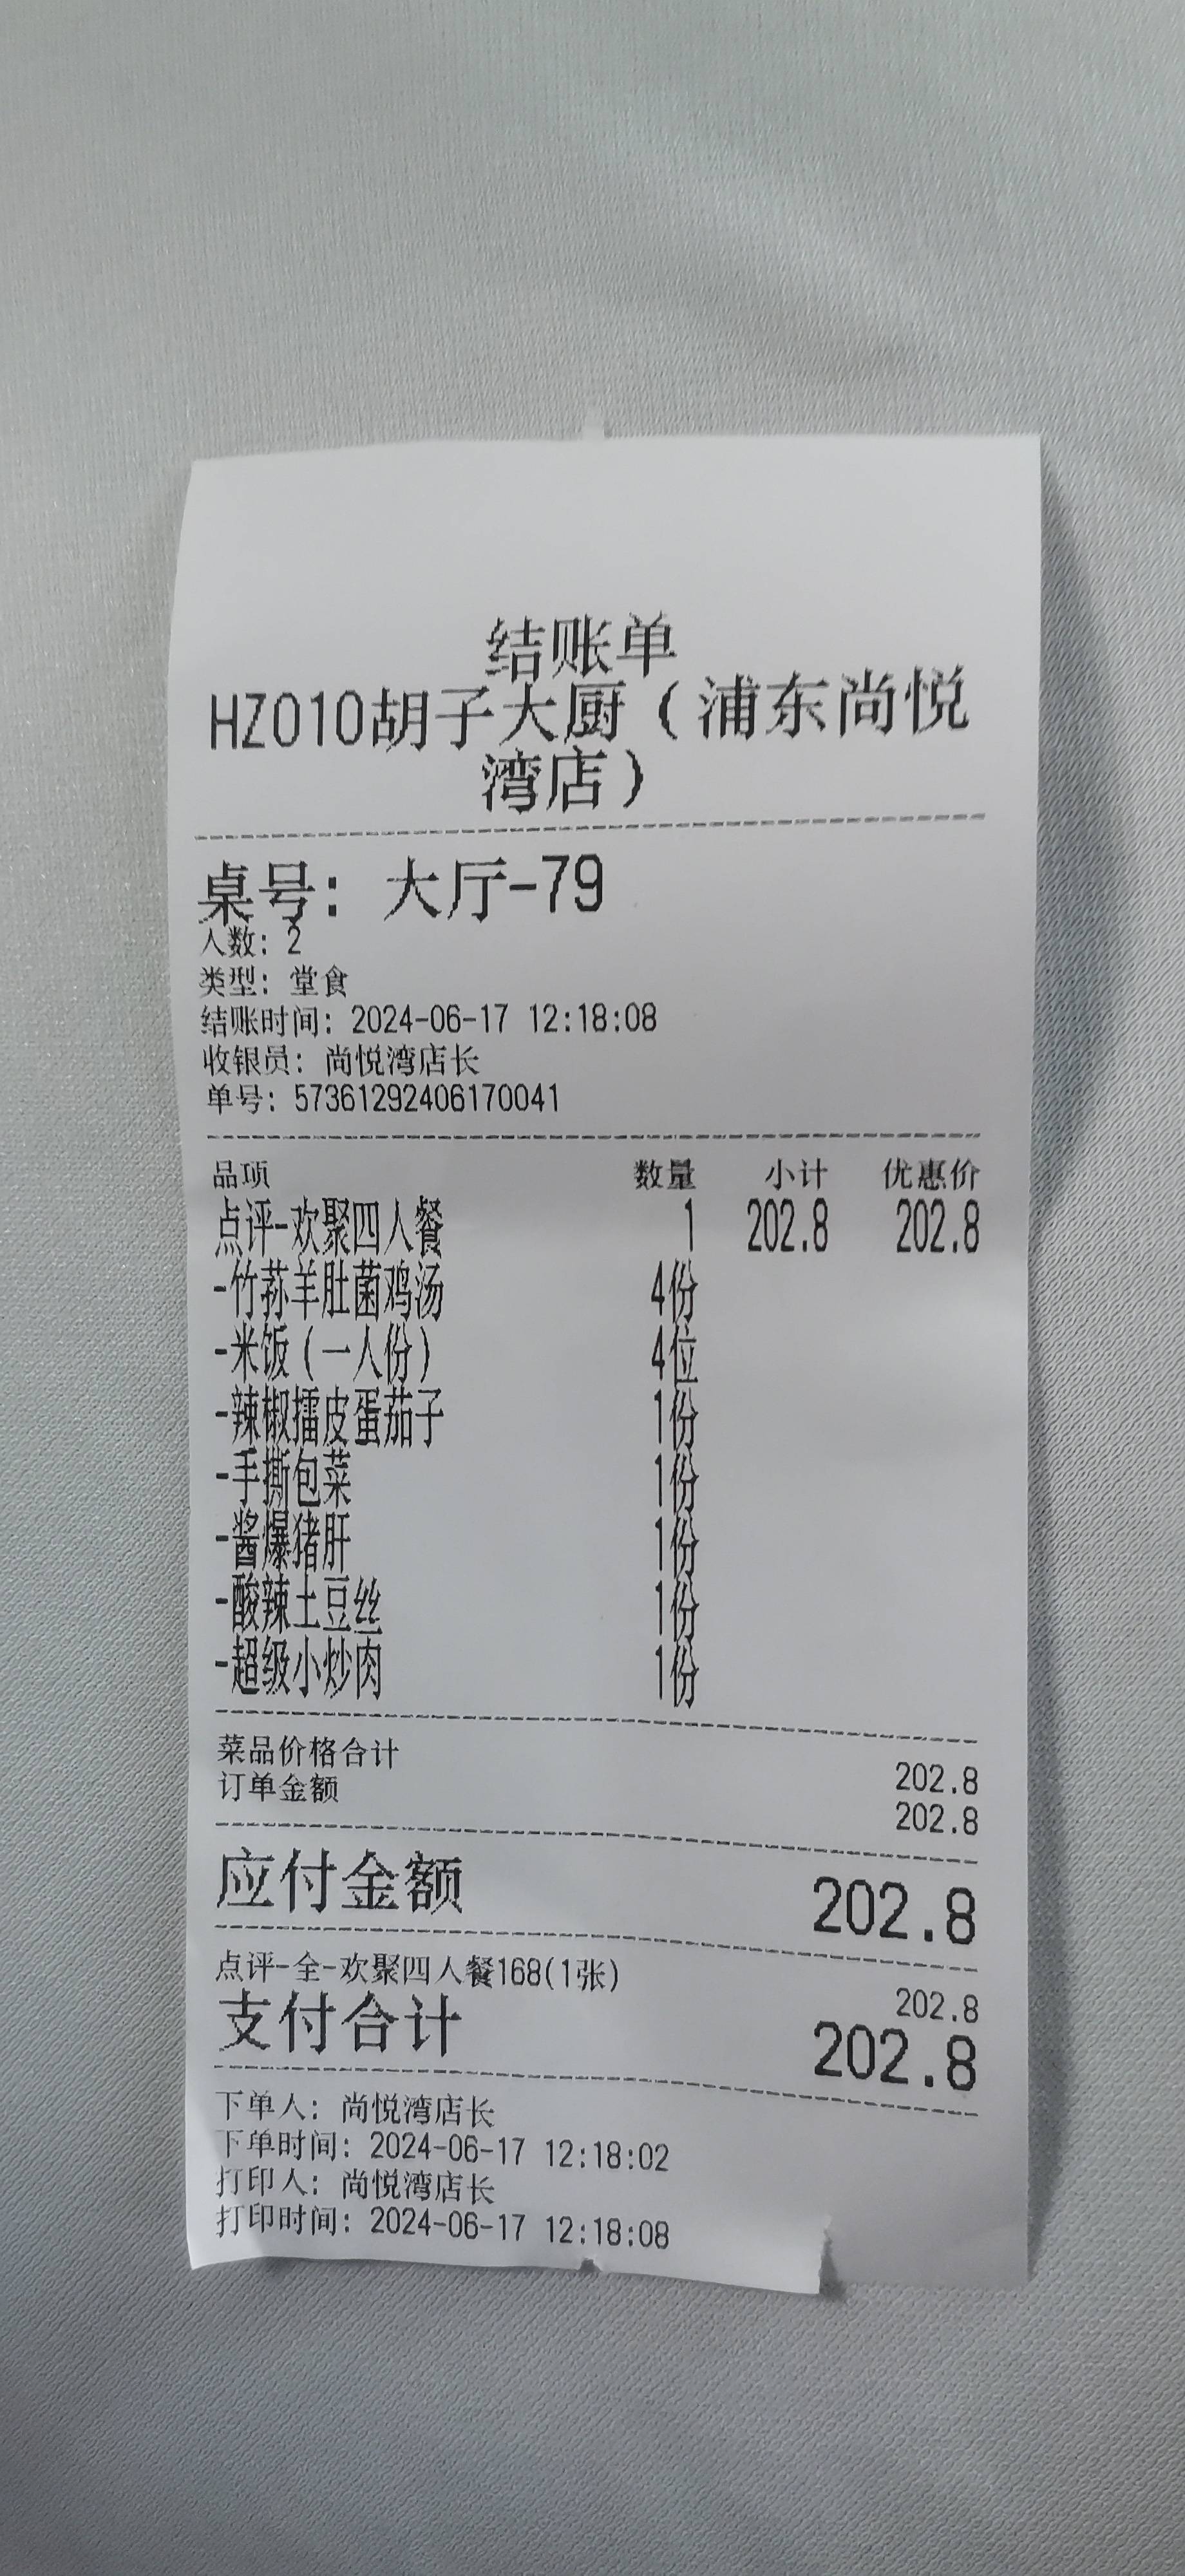 结账单
HZ010胡子大厨（浦东尚悦
湾店）
桌号：大厅-79
人数：2
类型：堂食
结账时间：2024-06-17 12:18:08
收银员：尚悦湾店长
单号：57361292406170041
品项 数量 小计 优惠价
点评-欢聚四人餐 1 202.8 202.8
-竹荪羊肚菌鸡汤 4份
-米饭（一人份） 4位
-辣椒擂皮蛋茄子 1份
-手撕包菜 1份
-酱爆猪肝 1份
-酸辣土豆丝 1份
-超级小炒肉 1份
菜品价格合计 202.8
订单金额 202.8
应付金额 202.8
点评-全-欢聚四人餐168(1张) 202.8
支付合计 202.8
下单人：尚悦湾店长
下单时间：2024-06-17 12:18:02
打印人：尚悦湾店长
打印时间：2024-06-17 12:18:08